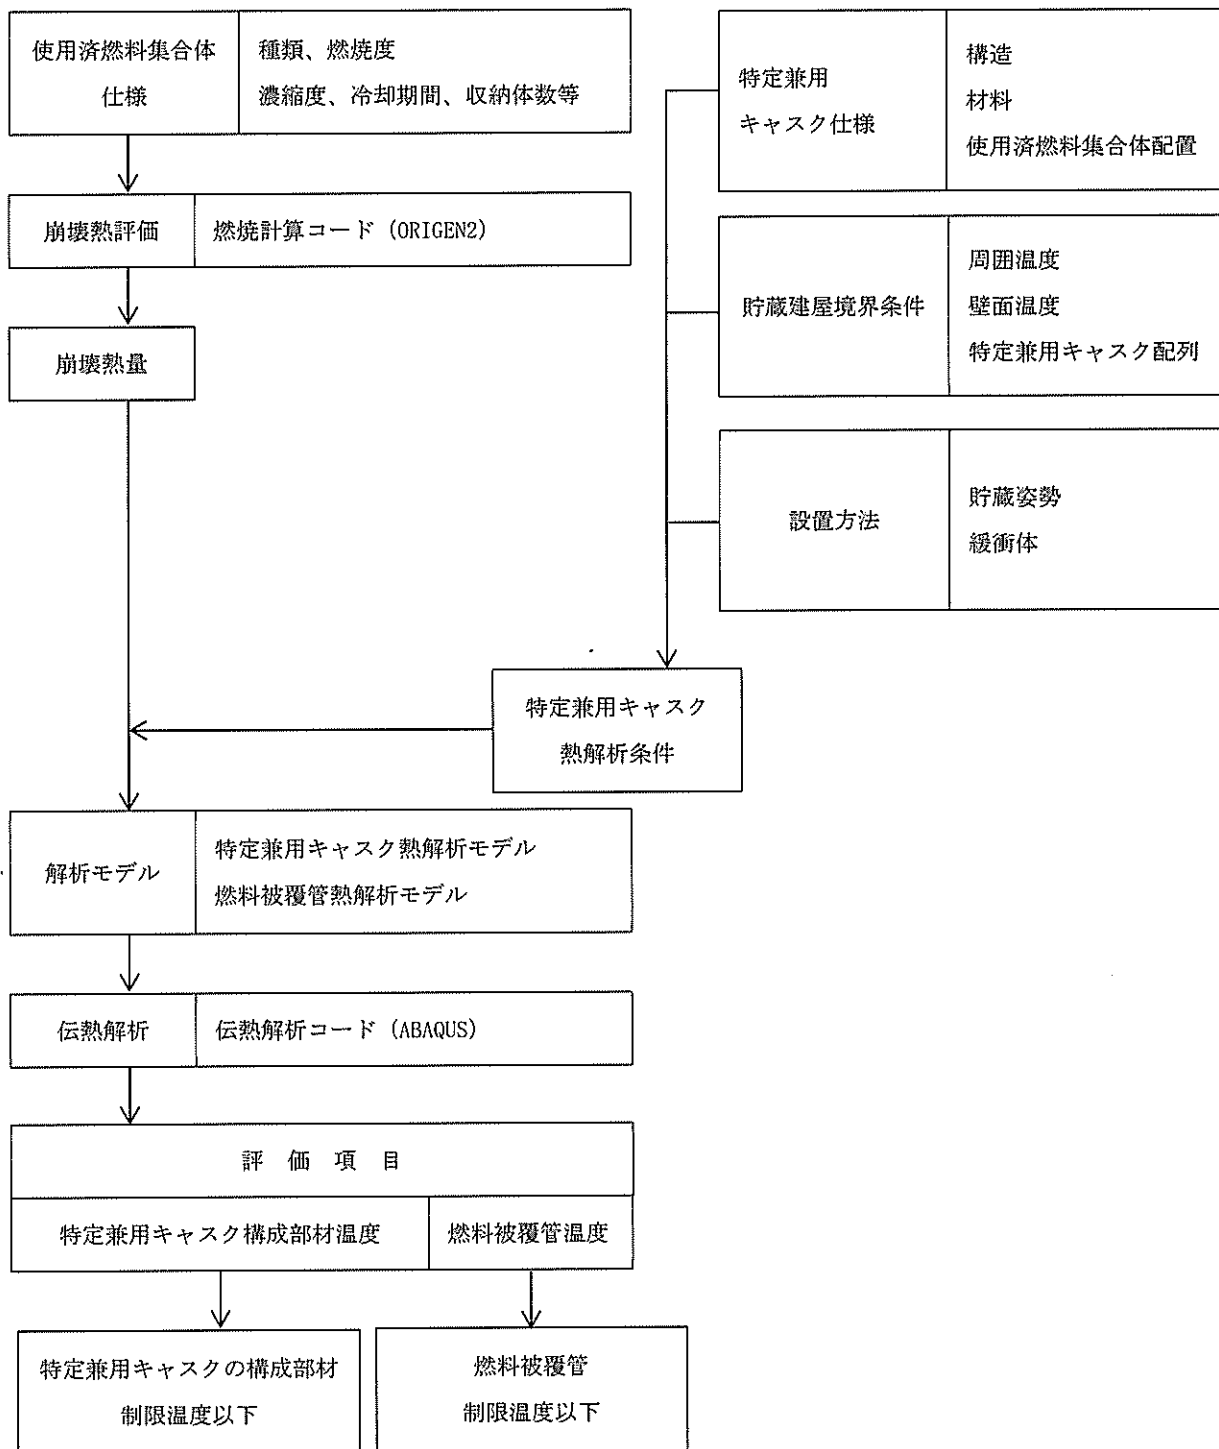 使用済燃料集合体
仕様
種類、燃焼度
濃縮度、冷却期間、収納体数等
特定兼用
キャスク仕様
構造
材料
使用済燃料集合体配置
崩壊熱評価
燃焼計算コード（ORIGEN2）
貯蔵建屋境界条件
周囲温度
壁面温度
特定兼用キャスク配列
崩壊熱量
設置方法
貯蔵姿勢
緩衝体
特定兼用キャスク
熱解析条件
解析モデル
特定兼用キャスク熱解析モデル
燃料被覆管熱解析モデル
伝熱解析
伝熱解析コード（ABAQUS）
評　価　項　目
特定兼用キャスク構成部材温度
燃料被覆管温度
特定兼用キャスクの構成部材
制限温度以下
燃料被覆管
制限温度以下